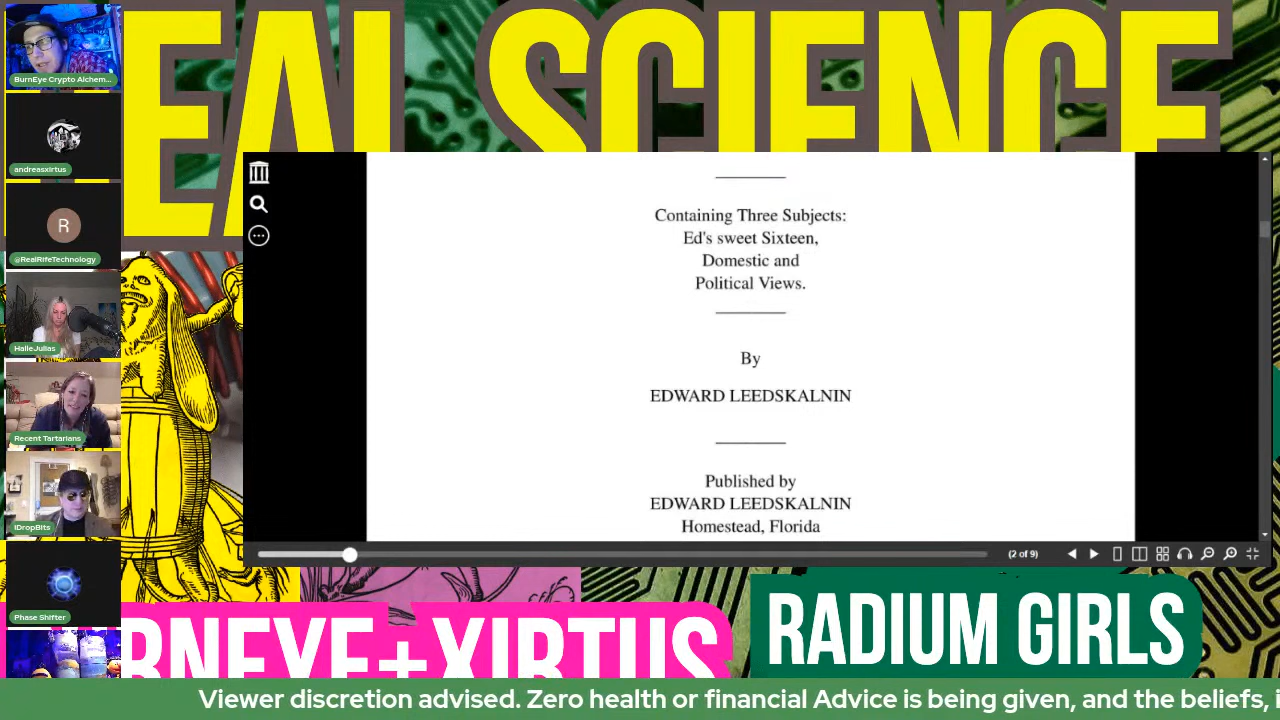 EAL SCIENCE
BurnEye Crypto Alchem...
andreasxirtus
R
@RealRifeTechnology
HalleJulias
Recent Tartarians
IDropBits
Phase Shifter
Containing Three Subjects:
Ed's sweet Sixteen,
Domestic and
Political Views.
By
EDWARD LEEDSKALNIN
Published by
EDWARD LEEDSKALNIN
Homestead, Florida
(2 of 9)
RNEYE+XIRTUS
RADIUM GIRLS
Viewer discretion advised. Zero health or financial Advice is being given, and the beliefs,